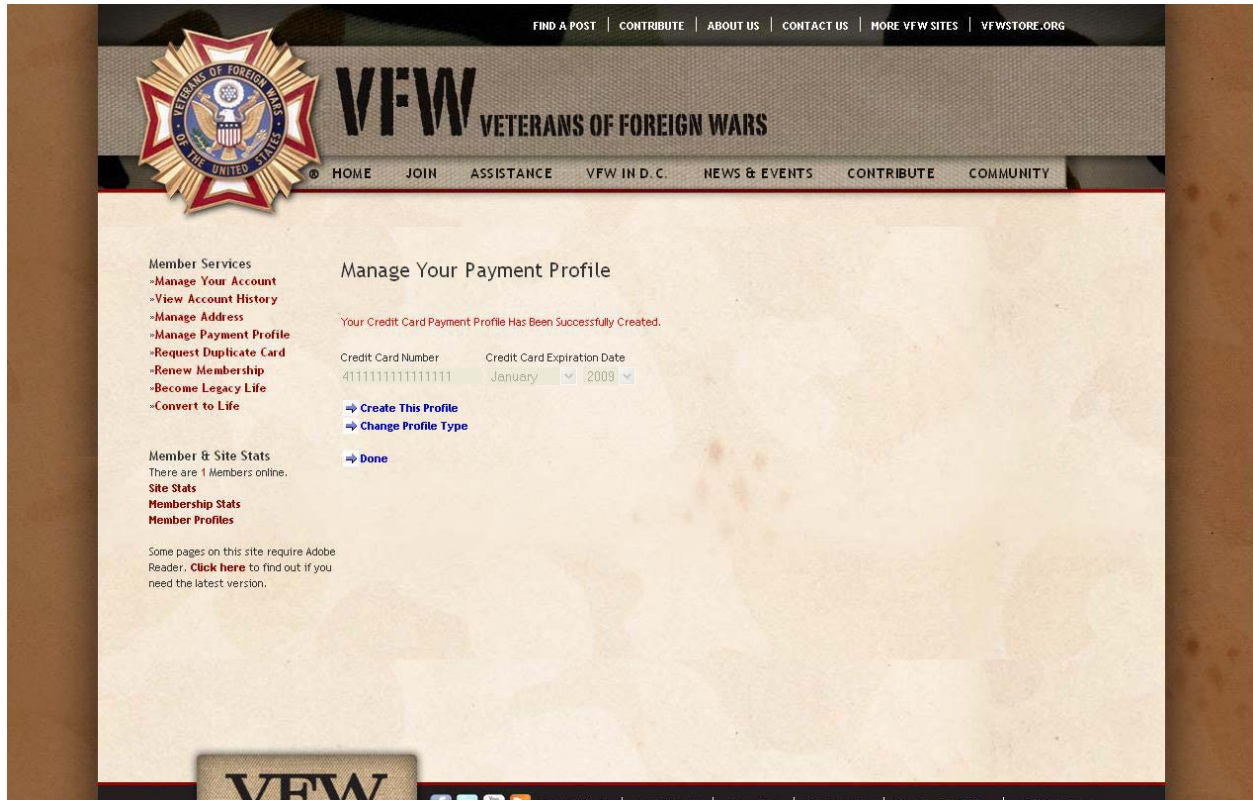 FIND A POST | CONTRIBUTE | ABOUT US | CONTACT US | MORE VFW SITES | VFWSTORE.ORG
VETERANS OF FOREIGN WARS
OF THE UNITED STATES
VFW VETERANS OF FOREIGN WARS
® HOME JOIN ASSISTANCE VFW IN D.C. NEWS & EVENTS CONTRIBUTE COMMUNITY
Member Services
»Manage Your Account
»View Account History
»Manage Address
»Manage Payment Profile
»Request Duplicate Card
»Renew Membership
»Become Legacy Life
»Convert to Life
Member & Site Stats
There are 1 Members online.
Site Stats
Membership Stats
Member Profiles
Some pages on this site require Adobe
Reader. Click here to find out if you
need the latest version.
Manage Your Payment Profile
Your Credit Card Payment Profile Has Been Successfully Created.
Credit Card Number Credit Card Expiration Date
4111111111111111 January 2009
Create This Profile
Change Profile Type
Done
VFW